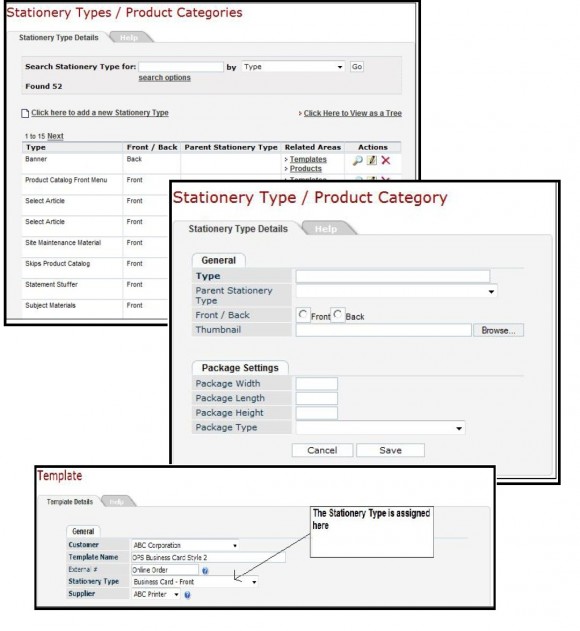 Stationery Types / Product Categories
Stationery Type Details Help
Search Stationery Type for: by Type Go
search options
Found 52
Click here to add a new Stationery Type > Click Here to View as a Tree
1 to 15 Next
Type Front / Back Parent Stationery Type Related Areas Actions
Banner Back > Templates
> Products
Product Catalog Front Menu Front > Templates
Select Article Front
Select Article Front
Site Maintenance Material Front
Skips Product Catalog Front
Statement Stuffer Front
Subject Materials Front
Stationery Type / Product Category
Stationery Type Details Help
General
Type
Parent Stationery
Type
Front / Back Front Back
Thumbnail Browse...
Package Settings
Package Width
Package Length
Package Height
Package Type
Cancel Save
Template
Template Details Help
The Stationery Type is assigned
here
General
Customer ABC Corporation
Template Name OPS Business Card Style 2
External # Online Order
Stationery Type Business Card - Front
Supplier ABC Printer